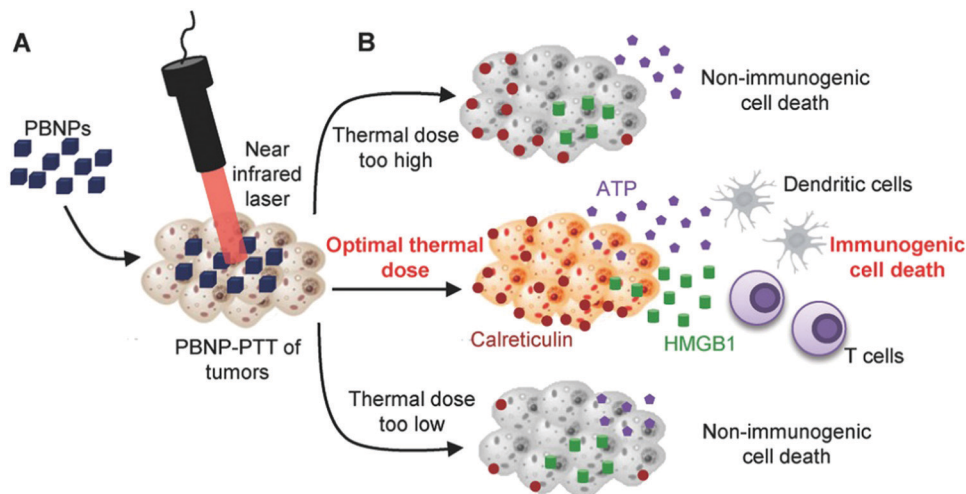 A
PBNPs
Near
infrared
laser
PBNP-PTT of
tumors
B
Thermal dose
too high
Non-immunogenic
cell death
Optimal thermal
dose
ATP
Dendritic cells
Immunogenic
cell death
Calreticulin
HMGB1
T cells
Thermal dose
too low
Non-immunogenic
cell death